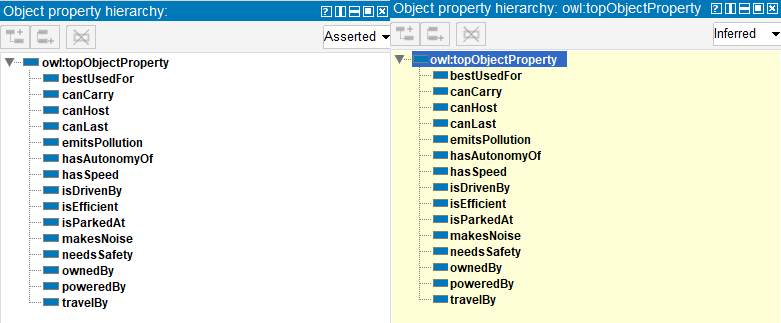 Object property hierarchy:
Asserted
owl:topObjectProperty
bestUsedFor
canCarry
canHost
canLast
emitsPollution
hasAutonomyOf
hasSpeed
isDrivenBy
isEfficient
isParkedAt
makesNoise
needsSafety
ownedBy
poweredBy
travelBy
Object property hierarchy: owl:topObjectProperty
Inferred
owl:topObjectProperty
bestUsedFor
canCarry
canHost
canLast
emitsPollution
hasAutonomyOf
hasSpeed
isDrivenBy
isEfficient
isParkedAt
makesNoise
needsSafety
ownedBy
poweredBy
travelBy